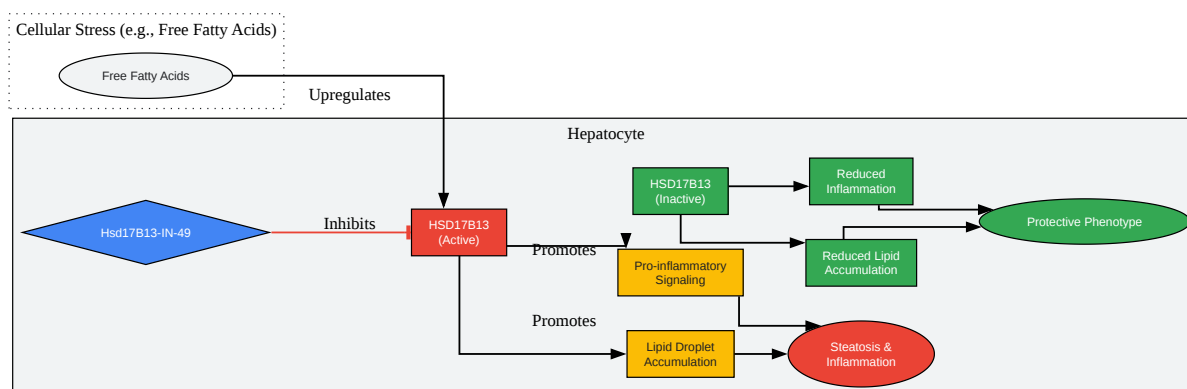 Cellular Stress (e.g., Free Fatty Acids)
Free Fatty Acids
Upregulates
Hepatocyte
Hsd17B13-IN-49
Inhibits
HSD17B13
(Active)
Promotes
Promotes
HSD17B13
(Inactive)
Pro-inflammatory
Signaling
Lipid Droplet
Accumulation
Reduced
Inflammation
Reduced Lipid
Accumulation
Protective Phenotype
Steatosis &
Inflammation